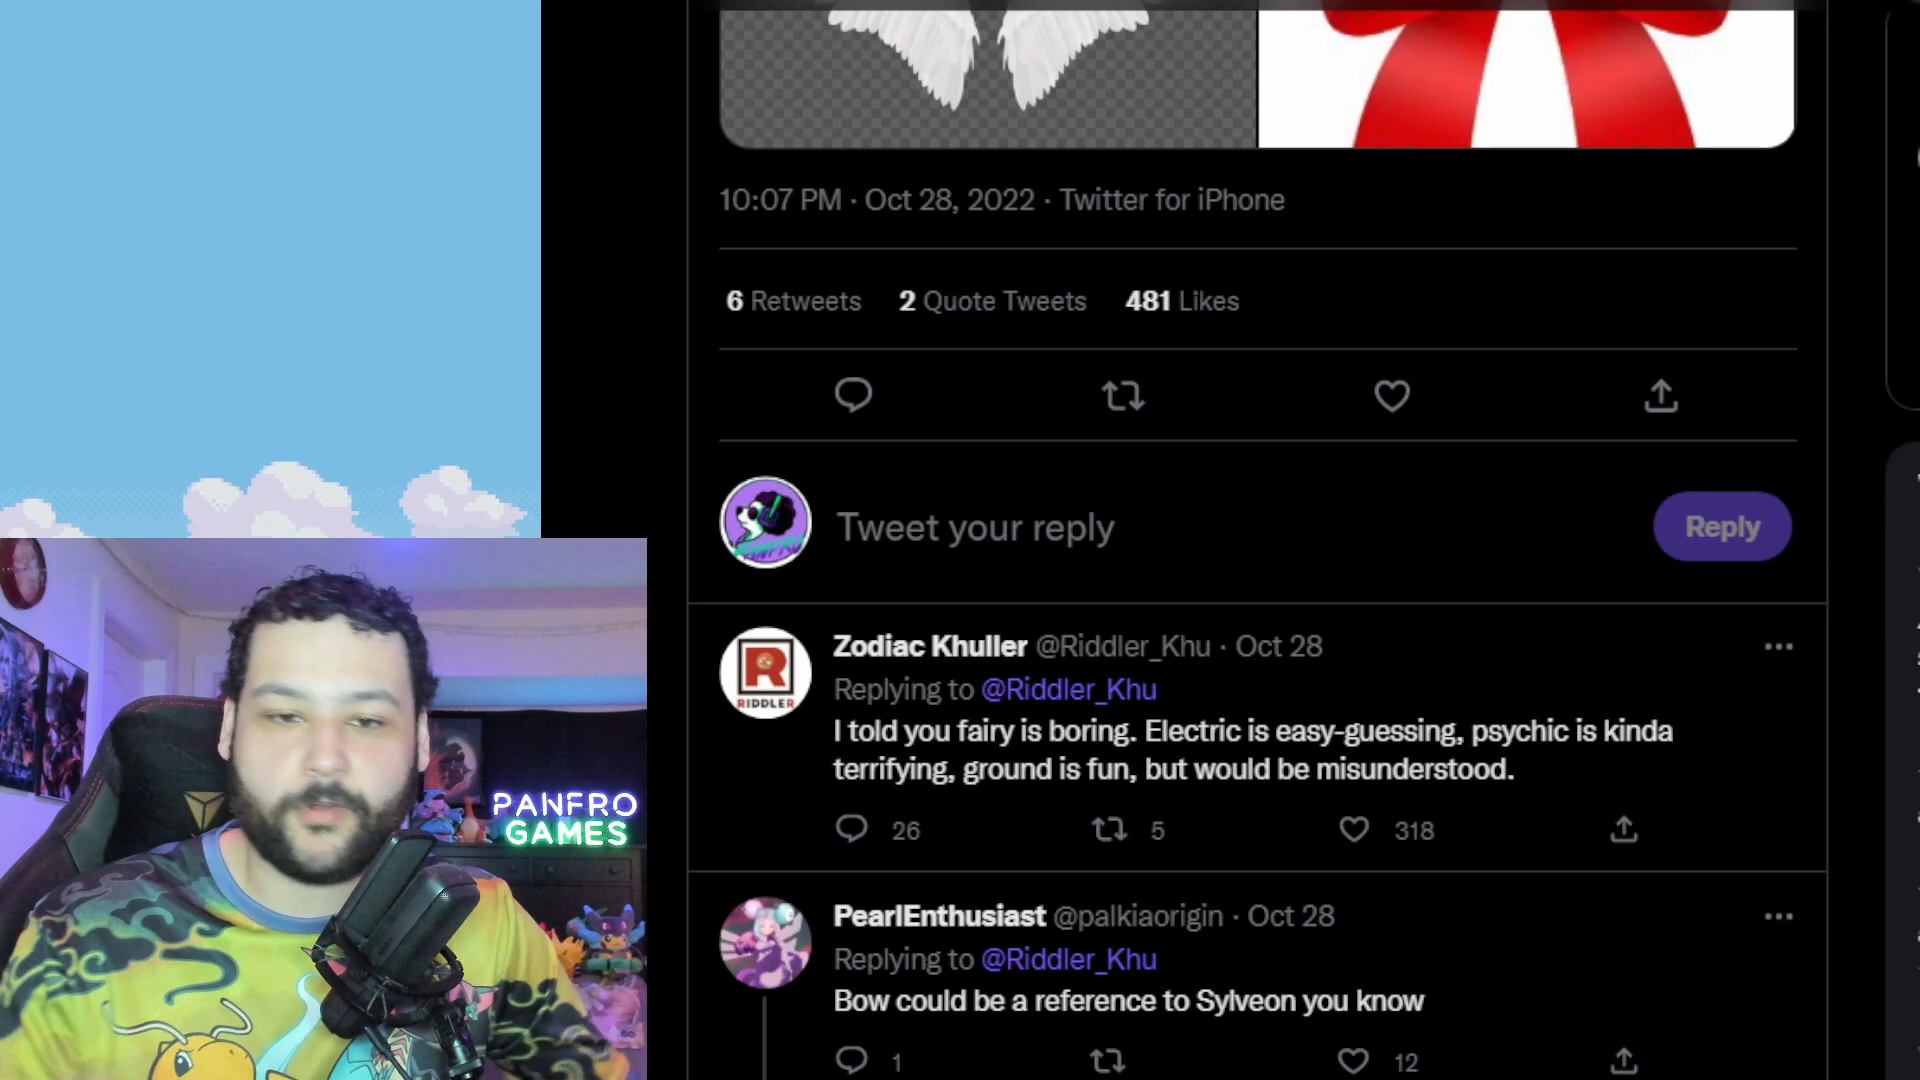 10:07 PM · Oct 28, 2022 · Twitter for iPhone
6 Retweets 2 Quote Tweets 481 Likes
Tweet your reply
Reply
Zodiac Khuller @Riddler_Khu · Oct 28
Replying to @Riddler_Khu
I told you fairy is boring. Electric is easy-guessing, psychic is kinda
terrifying, ground is fun, but would be misunderstood.
26 5 318
RIDDLER
PearlEnthusiast @palkiaorigin · Oct 28
Replying to @Riddler_Khu
Bow could be a reference to Sylveon you know
1 12
PANFRO
GAMES